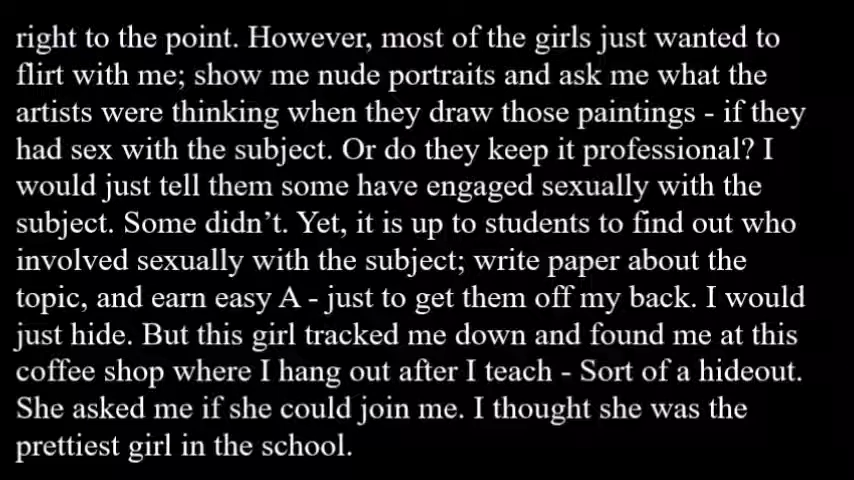 right to the point. However, most of the girls just wanted to
flirt with me; show me nude portraits and ask me what the
artists were thinking when they draw those paintings - if they
had sex with the subject. Or do they keep it professional? I
would just tell them some have engaged sexually with the
subject. Some didn’t. Yet, it is up to students to find out who
involved sexually with the subject; write paper about the
topic, and earn easy A - just to get them off my back. I would
just hide. But this girl tracked me down and found me at this
coffee shop where I hang out after I teach - Sort of a hideout.
She asked me if she could join me. I thought she was the
prettiest girl in the school.